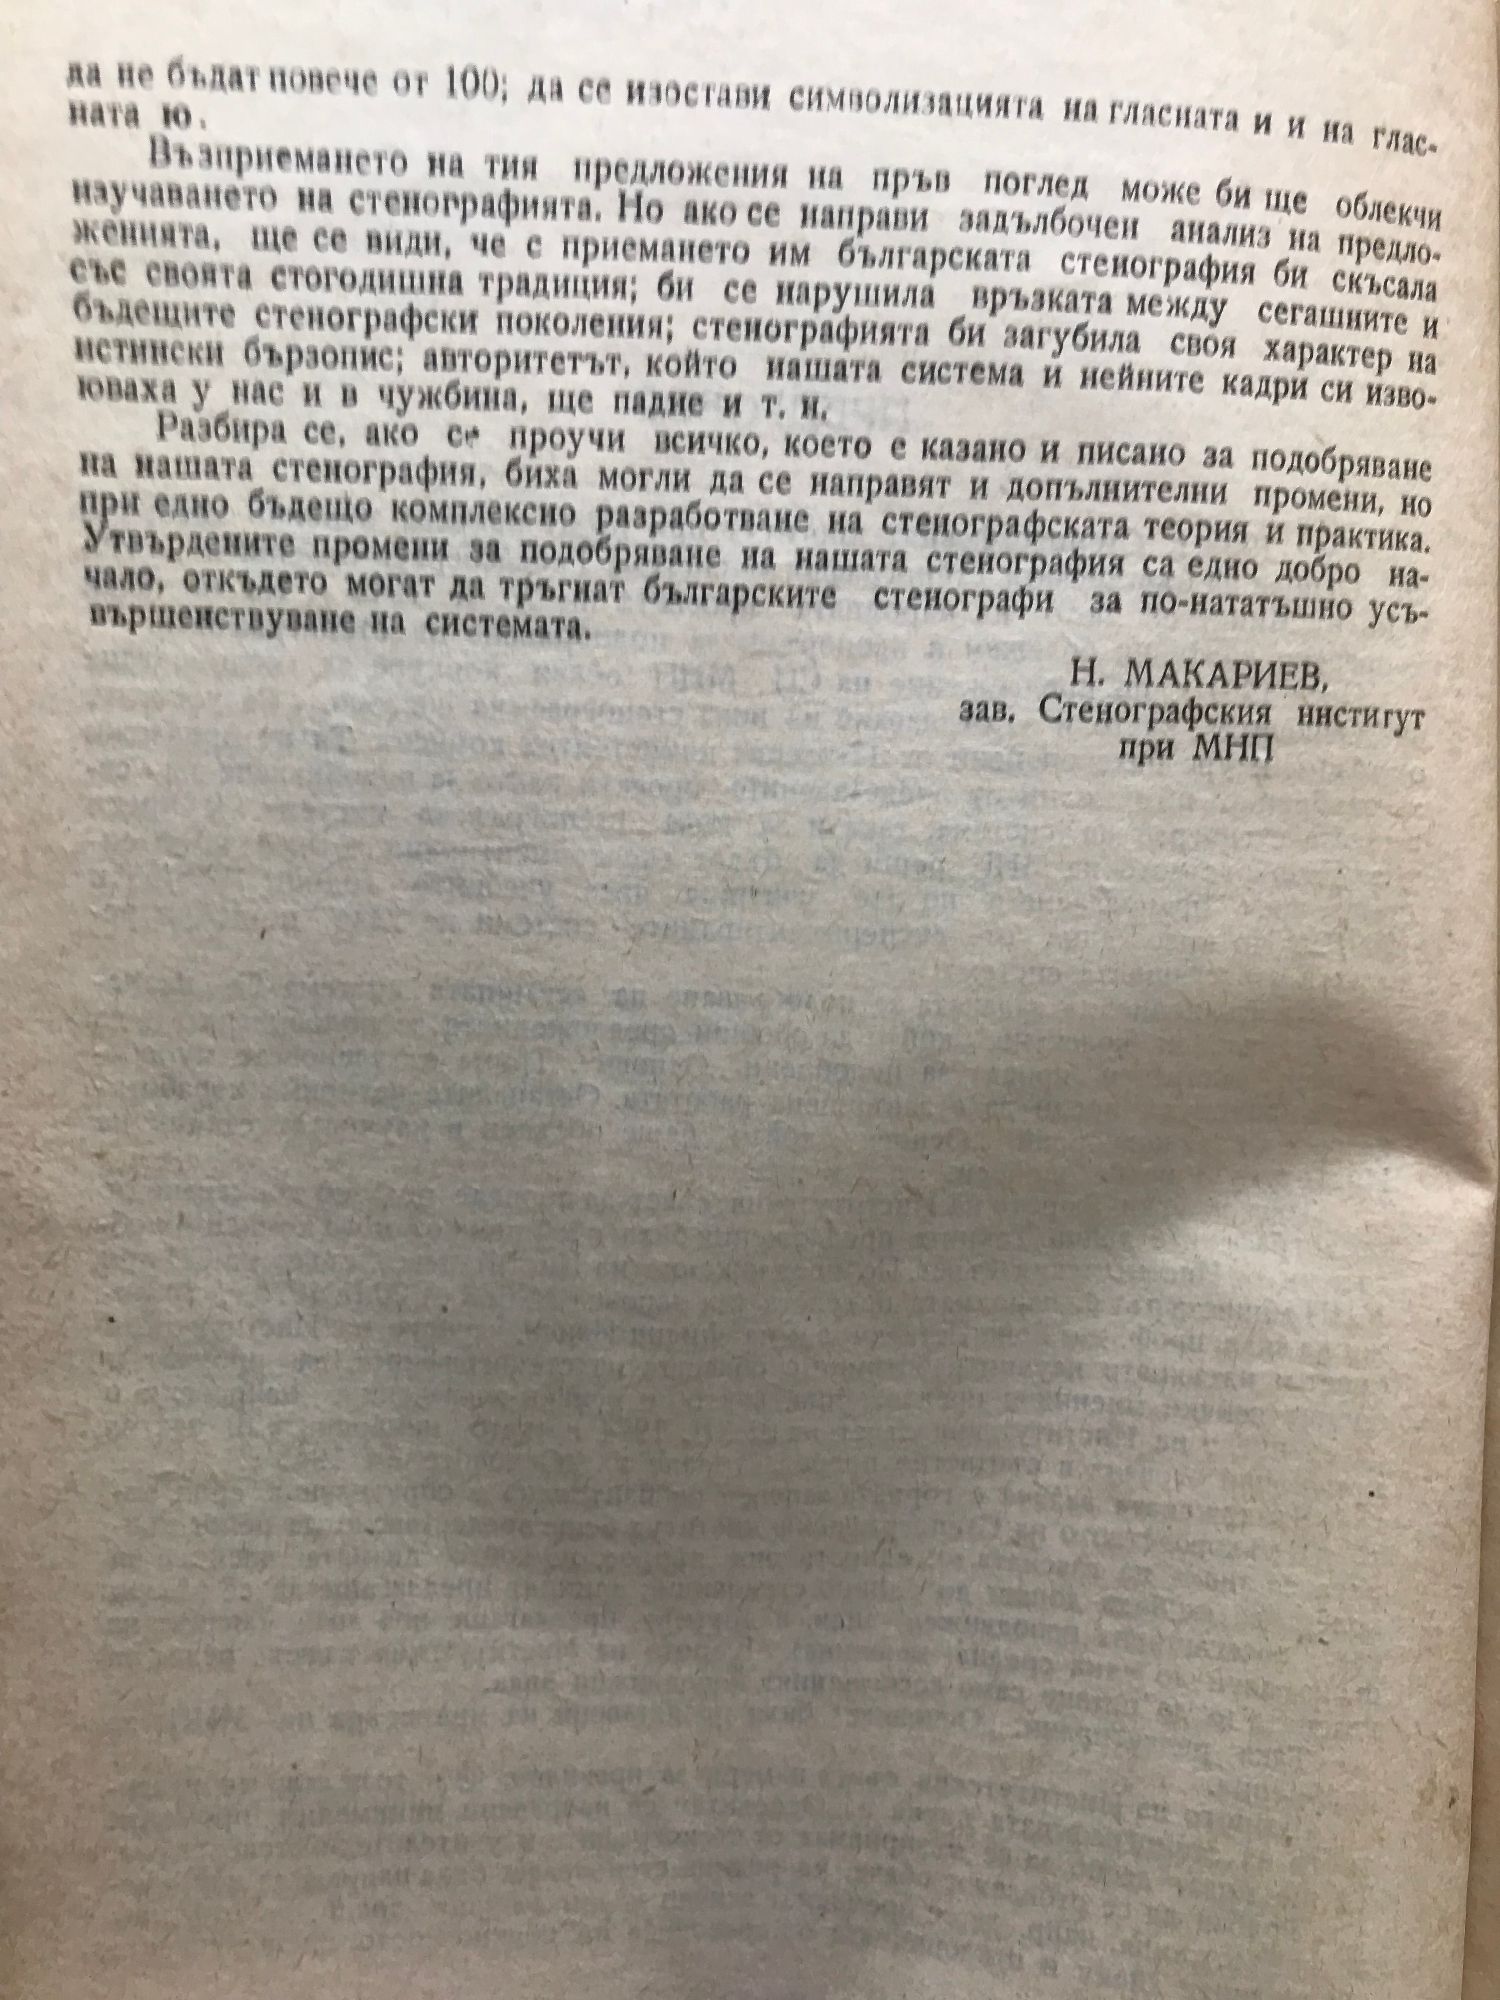 да не бъдат повече от 100; да се изостави символизацията на гласната и и на глас-
ната ю.
Възприемането на тия предложения на пръв поглед може би ще облекчи
изучаването на стенографията. Но ако се направи задълбочен анализ на предло-
женията, ще се види, че с приемането им българската стенография би скъсала
със своята стогодишна традиция; би се нарушила връзката между сегашните и
бъдещите стенографски поколения; стенографията би загубила своя характер на
истински бързопис; авторитетът, който нашата система и нейните кадри си изво-
юваха у нас и в чужбина, ще падне и т. н.
Разбира се, ако се проучи всичко, което е казано и писано за подобряване
на нашата стенография, биха могли да се направят и допълнителни промени, но
при едно бъдещо комплексно разработване на стенографската теория и практика.
Утвърдените промени за подобряване на нашата стенография са едно добро на-
чало, откъдето могат да тръгнат българските стенографи за по-нататъшно усъ-
вършенствуване на системата.
Н. МАКАРИЕВ,
зав. Стенографския институт
при МНП